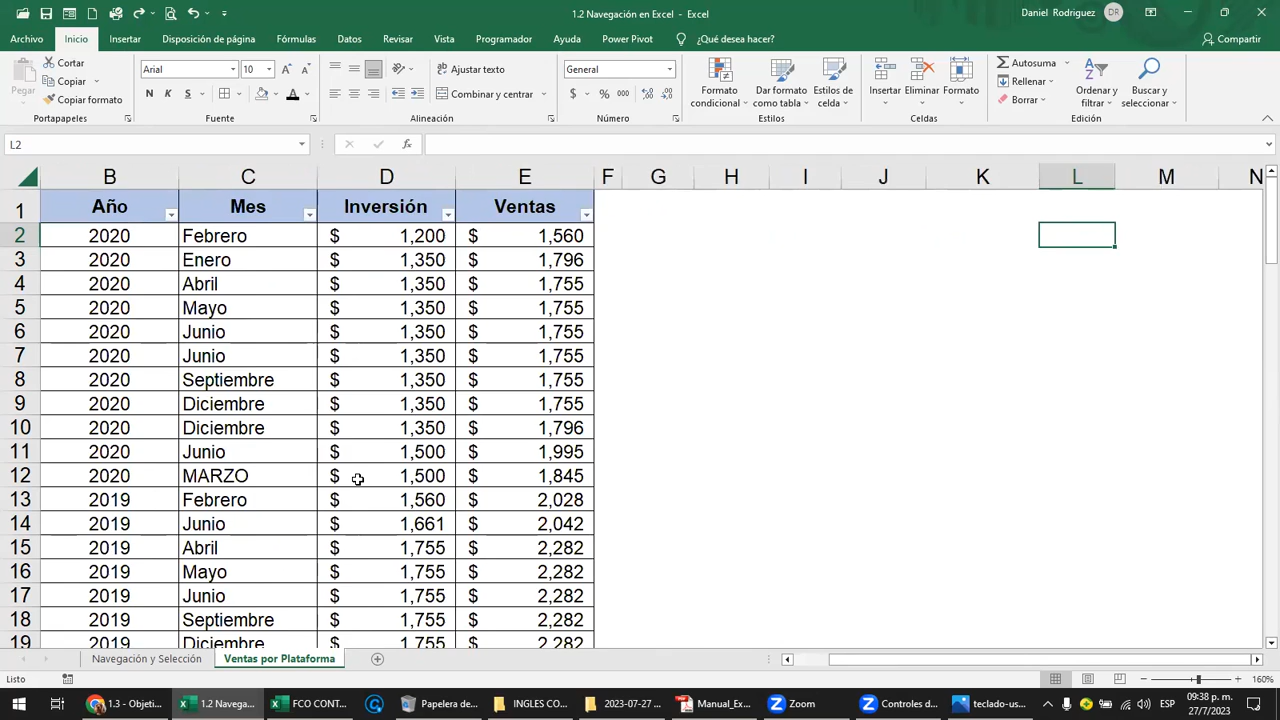 1.2 Navegación en Excel - Excel
Daniel Rodriguez DR
Archivo Inicio Insertar Disposición de página Fórmulas Datos Revisar Vista Programador Ayuda Power Pivot ¿Qué desea hacer? Compartir
Pegar
Cortar
Copiar
Copiar formato
Portapapeles
Arial 10
N K S
Fuente
Ajustar texto
Combinar y centrar
Alineación
General
$ % 000
Número
Formato condicional
Dar formato como tabla
Estilos de celda
Estilos
Insertar Eliminar Formato
Celdas
Autosuma
Rellenar
Borrar
Ordenar y filtrar
Buscar y seleccionar
Edición
L2 fx
B C D E F G H I J K L M N
1 Año Mes Inversión Ventas
2 2020 Febrero $ 1,200 $ 1,560
3 2020 Enero $ 1,350 $ 1,796
4 2020 Abril $ 1,350 $ 1,755
5 2020 Mayo $ 1,350 $ 1,755
6 2020 Junio $ 1,350 $ 1,755
7 2020 Junio $ 1,350 $ 1,755
8 2020 Septiembre $ 1,350 $ 1,755
9 2020 Diciembre $ 1,350 $ 1,755
10 2020 Diciembre $ 1,350 $ 1,796
11 2020 Junio $ 1,500 $ 1,995
12 2020 MARZO $ 1,500 $ 1,845
13 2019 Febrero $ 1,560 $ 2,028
14 2019 Junio $ 1,661 $ 2,042
15 2019 Abril $ 1,755 $ 2,282
16 2019 Mayo $ 1,755 $ 2,282
17 2019 Junio $ 1,755 $ 2,282
18 2019 Septiembre $ 1,755 $ 2,282
19 2019 Diciembre $ 1,755 $ 2,282
Navegación y Selección Ventas por Plataforma
Listo
160%
1.3 - Objeti...
1.2 Navega...
FCO CONT...
Papelera de...
INGLES CO...
2023-07-27 ...
Manual_Ex...
Zoom
Controles d...
teclado-us...
ESP
09:38 p. m.
27/7/2023